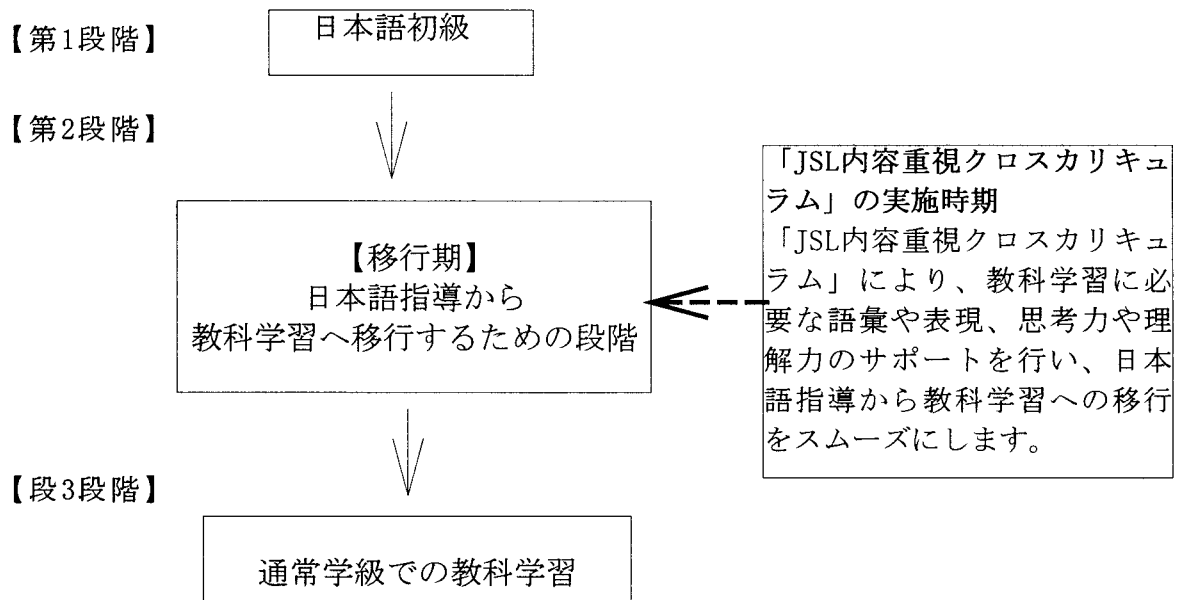 【第1段階】
日本語初級
【第2段階】
【移行期】
日本語指導から
教科学習へ移行するための段階
「JSL内容重視クロスカリキュ
ラム」の実施時期
「JSL内容重視クロスカリキュ
ラム」により、教科学習に必
要な語彙や表現、思考力や理
解力のサポートを行い、日本
語指導から教科学習への移行
をスムーズにします。
【段3段階】
通常学級での教科学習